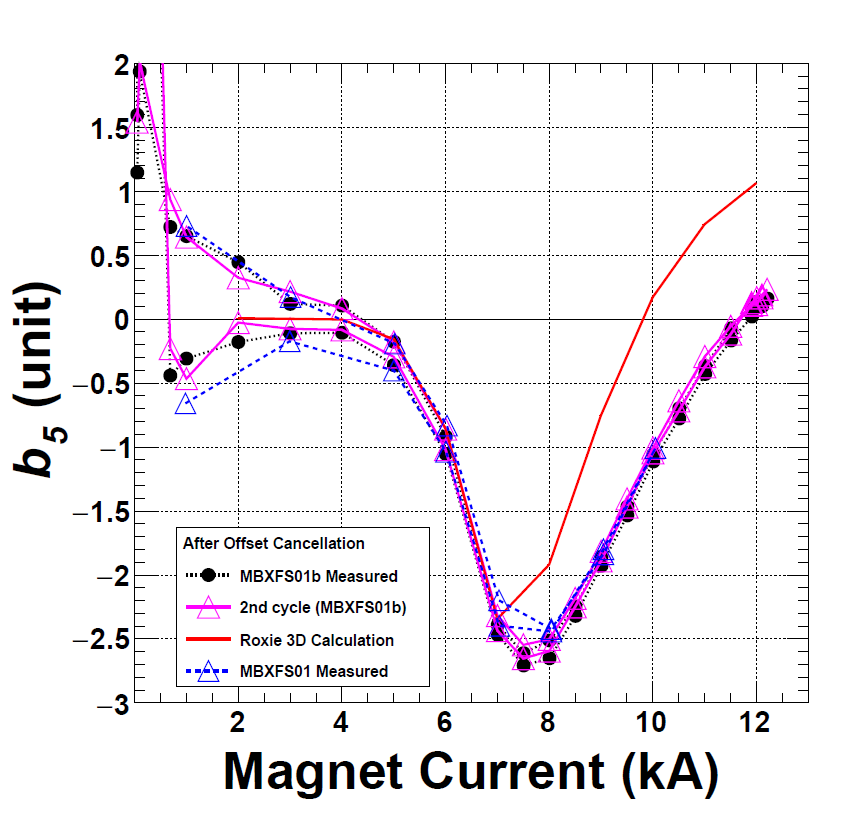 2
1.5
1
0.5
0
−0.5
−1
−1.5
−2
−2.5
−3
b5 (unit)
After Offset Cancellation
MBXFS01b Measured
2nd cycle (MBXFS01b)
Roxie 3D Calculation
MBXFS01 Measured
2 4 6 8 10 12
Magnet Current (kA)